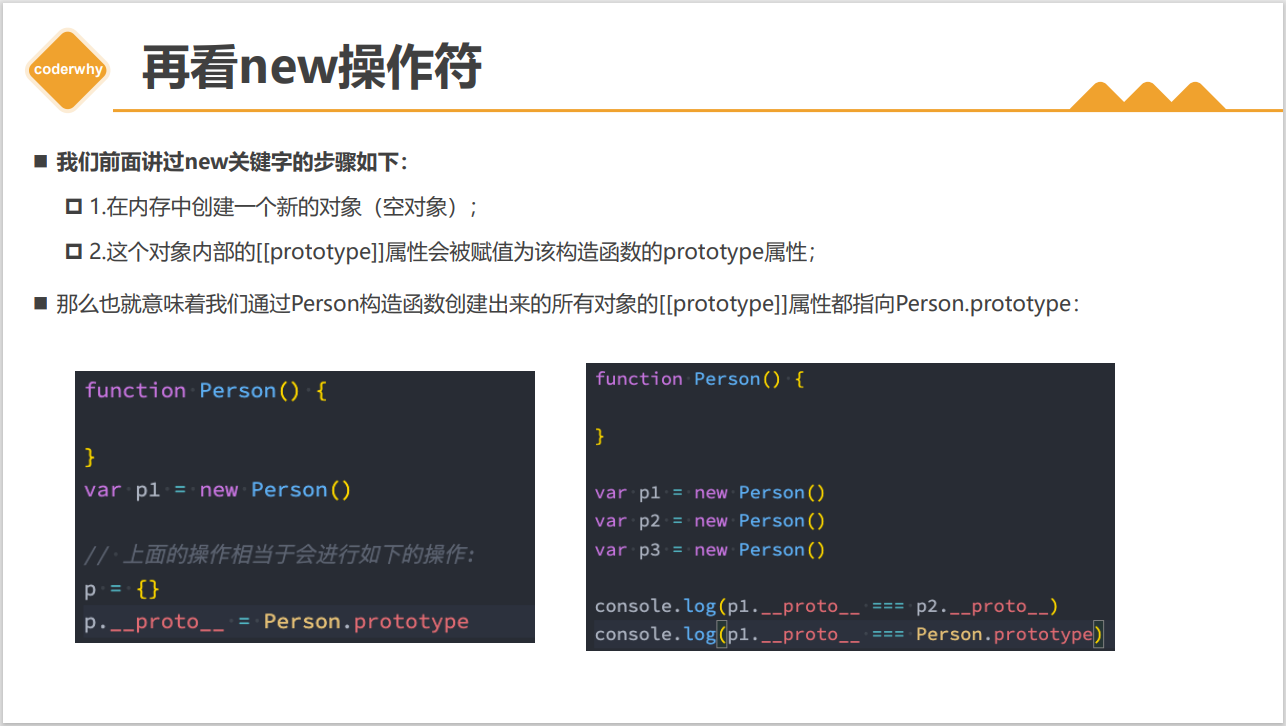 coderwhy
再看new操作符
我们前面讲过new关键字的步骤如下：
1.在内存中创建一个新的对象（空对象）；
2.这个对象内部的[[prototype]]属性会被赋值为该构造函数的prototype属性；
那么也就意味着我们通过Person构造函数创建出来的所有对象的[[prototype]]属性都指向Person.prototype：
function Person() {
}
var p1 = new Person()
// 上面的操作相当于会进行如下的操作:
p = {}
p.__proto__ = Person.prototype
function Person() {
}
var p1 = new Person()
var p2 = new Person()
var p3 = new Person()
console.log(p1.__proto__ === p2.__proto__)
console.log(p1.__proto__ === Person.prototype)